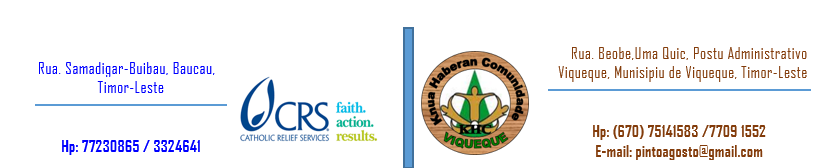 Rua. Samadigar-Buibau, Baucau,
Timor-Leste
Hp: 77230865 / 3324641
CRS
CATHOLIC RELIEF SERVICES
faith.
action.
results.
Knua Haberan Comunidade
KHC
VIQUEQUE
Rua. Beobe,Uma Quic, Postu Administrativo
Viqueque, Munisipiu de Viqueque, Timor-Leste
Hp: (670) 75141583 /7709 1552
E-mail: pintoagosto@gmail.com